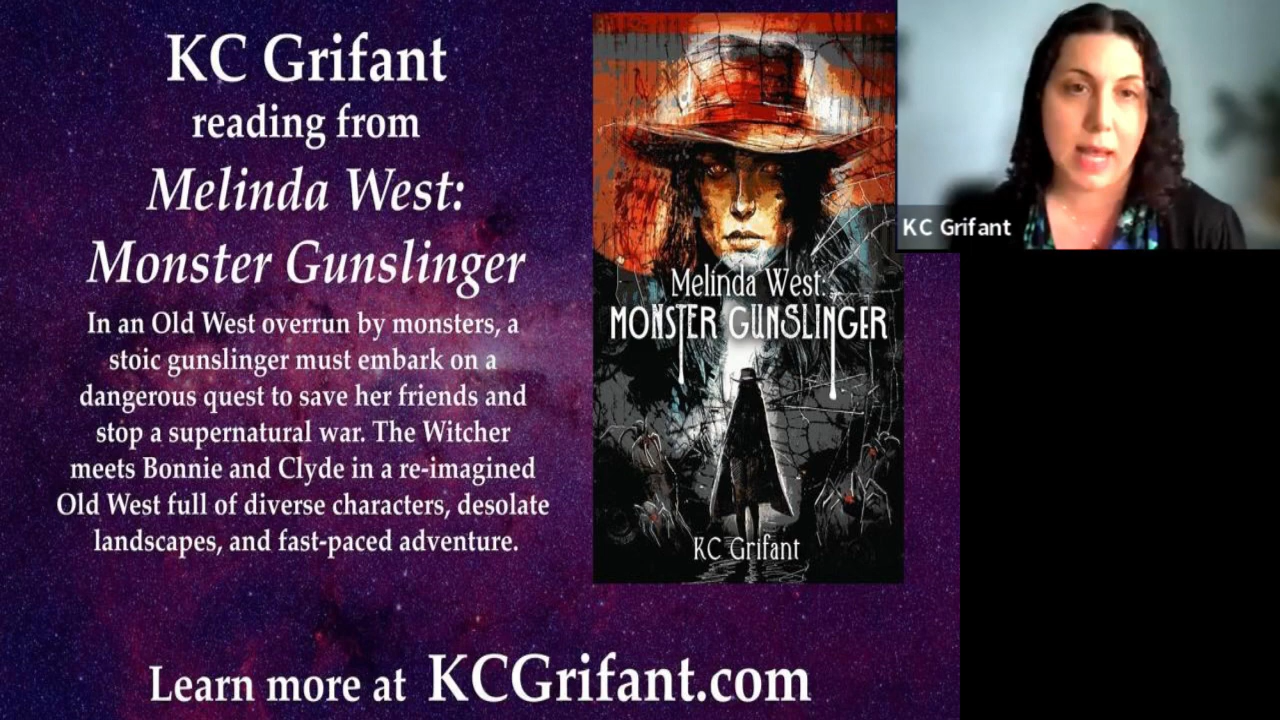 KC Grifant
reading from
Melinda West:
Monster Gunslinger
In an Old West overrun by monsters, a
stoic gunslinger must embark on a
dangerous quest to save her friends and
stop a supernatural war. The Witcher
meets Bonnie and Clyde in a re-imagined
Old West full of diverse characters, desolate
landscapes, and fast-paced adventure.
Learn more at KCGrifant.com
Melinda West:
MONSTER GUNSLINGER
KC Grifant
KC Grifant